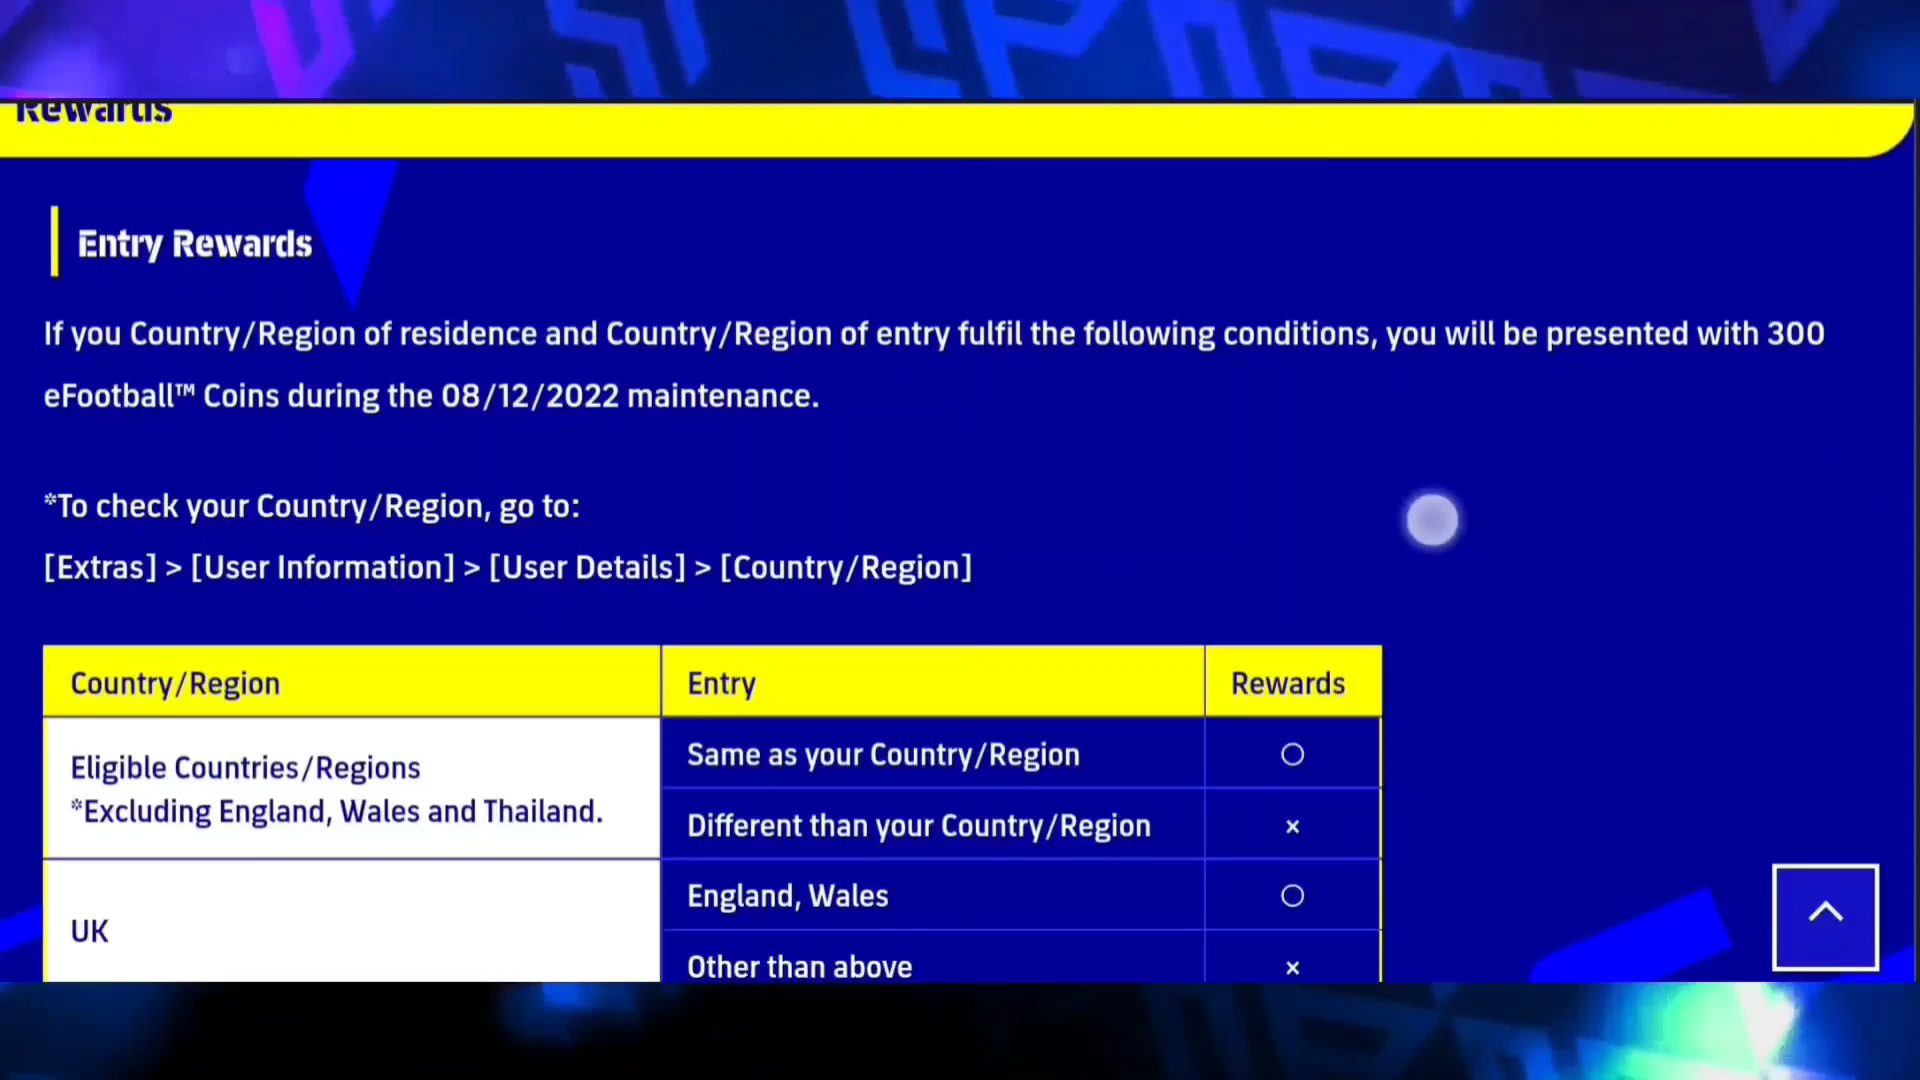 Rewards
Entry Rewards
If you Country/Region of residence and Country/Region of entry fulfil the following conditions, you will be presented with 300
eFootball™ Coins during the 08/12/2022 maintenance.
*To check your Country/Region, go to:
[Extras] > [User Information] > [User Details] > [Country/Region]
Country/Region Entry Rewards
Eligible Countries/Regions
*Excluding England, Wales and Thailand.
Same as your Country/Region ○
Different than your Country/Region ×
UK
England, Wales ○
Other than above ×